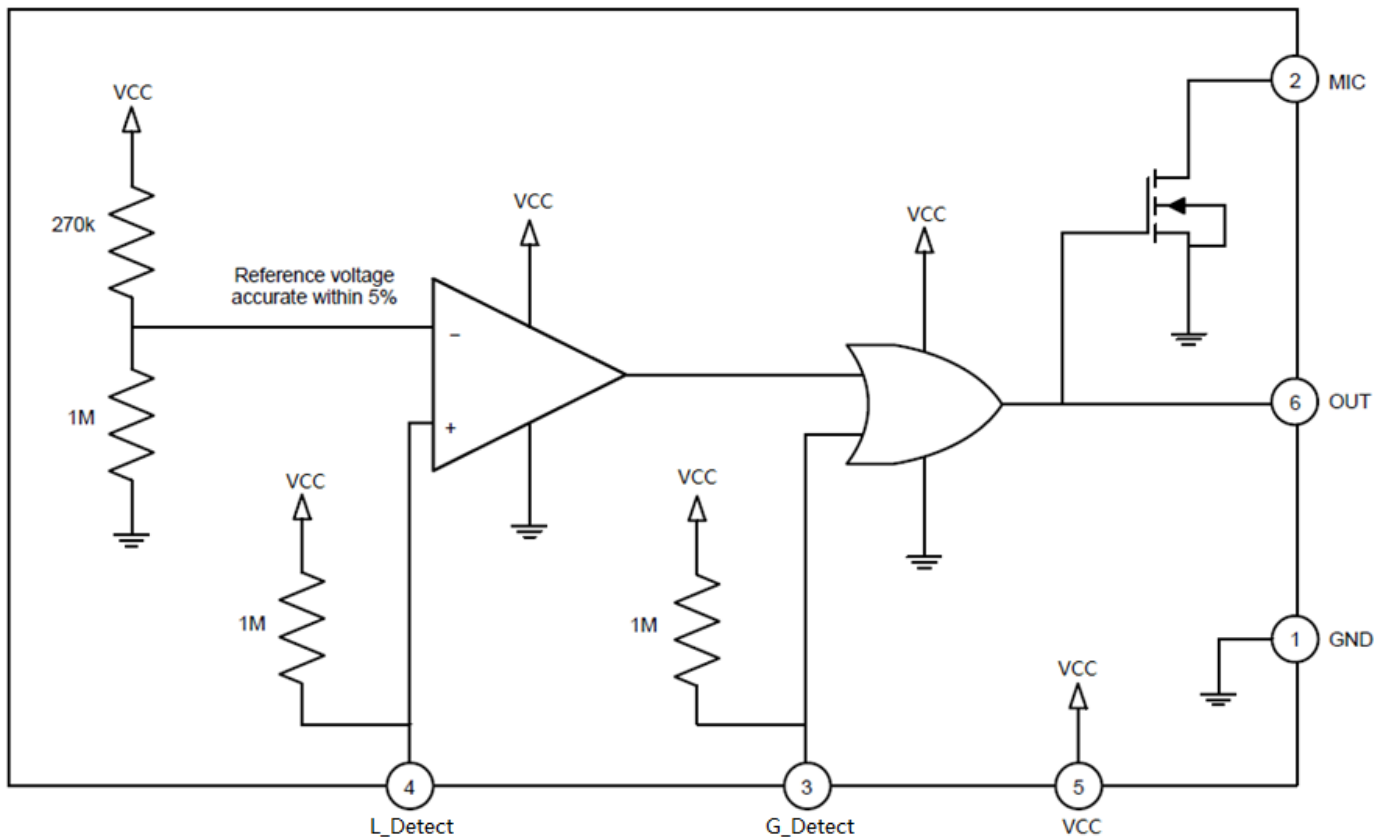 2
MIC
VCC
VCC
VCC
270k
Reference voltage
accurate within 5%
−
1M
+
6
OUT
VCC
VCC
1M
1M
1
GND
VCC
4
3
5
L_Detect
G_Detect
VCC